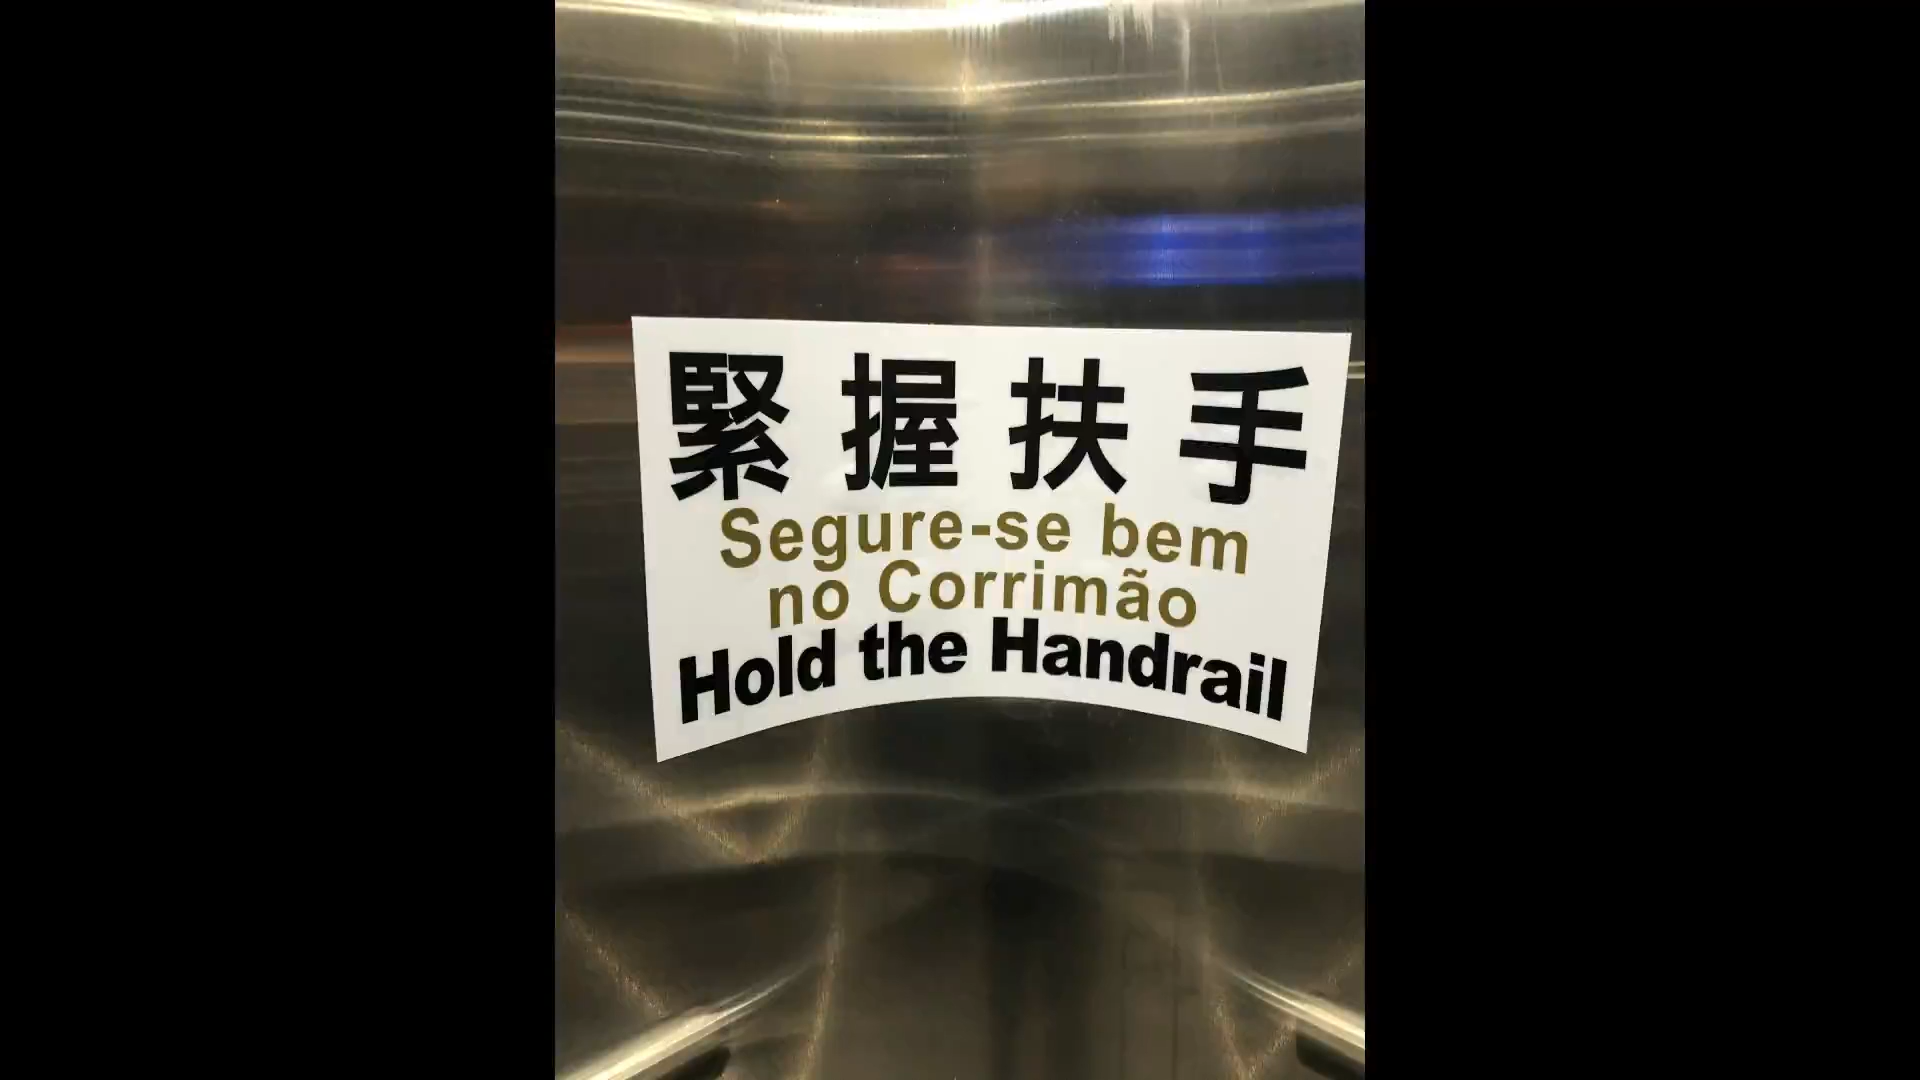 緊握扶手
Segure-se bem
no Corrimão
Hold the Handrail